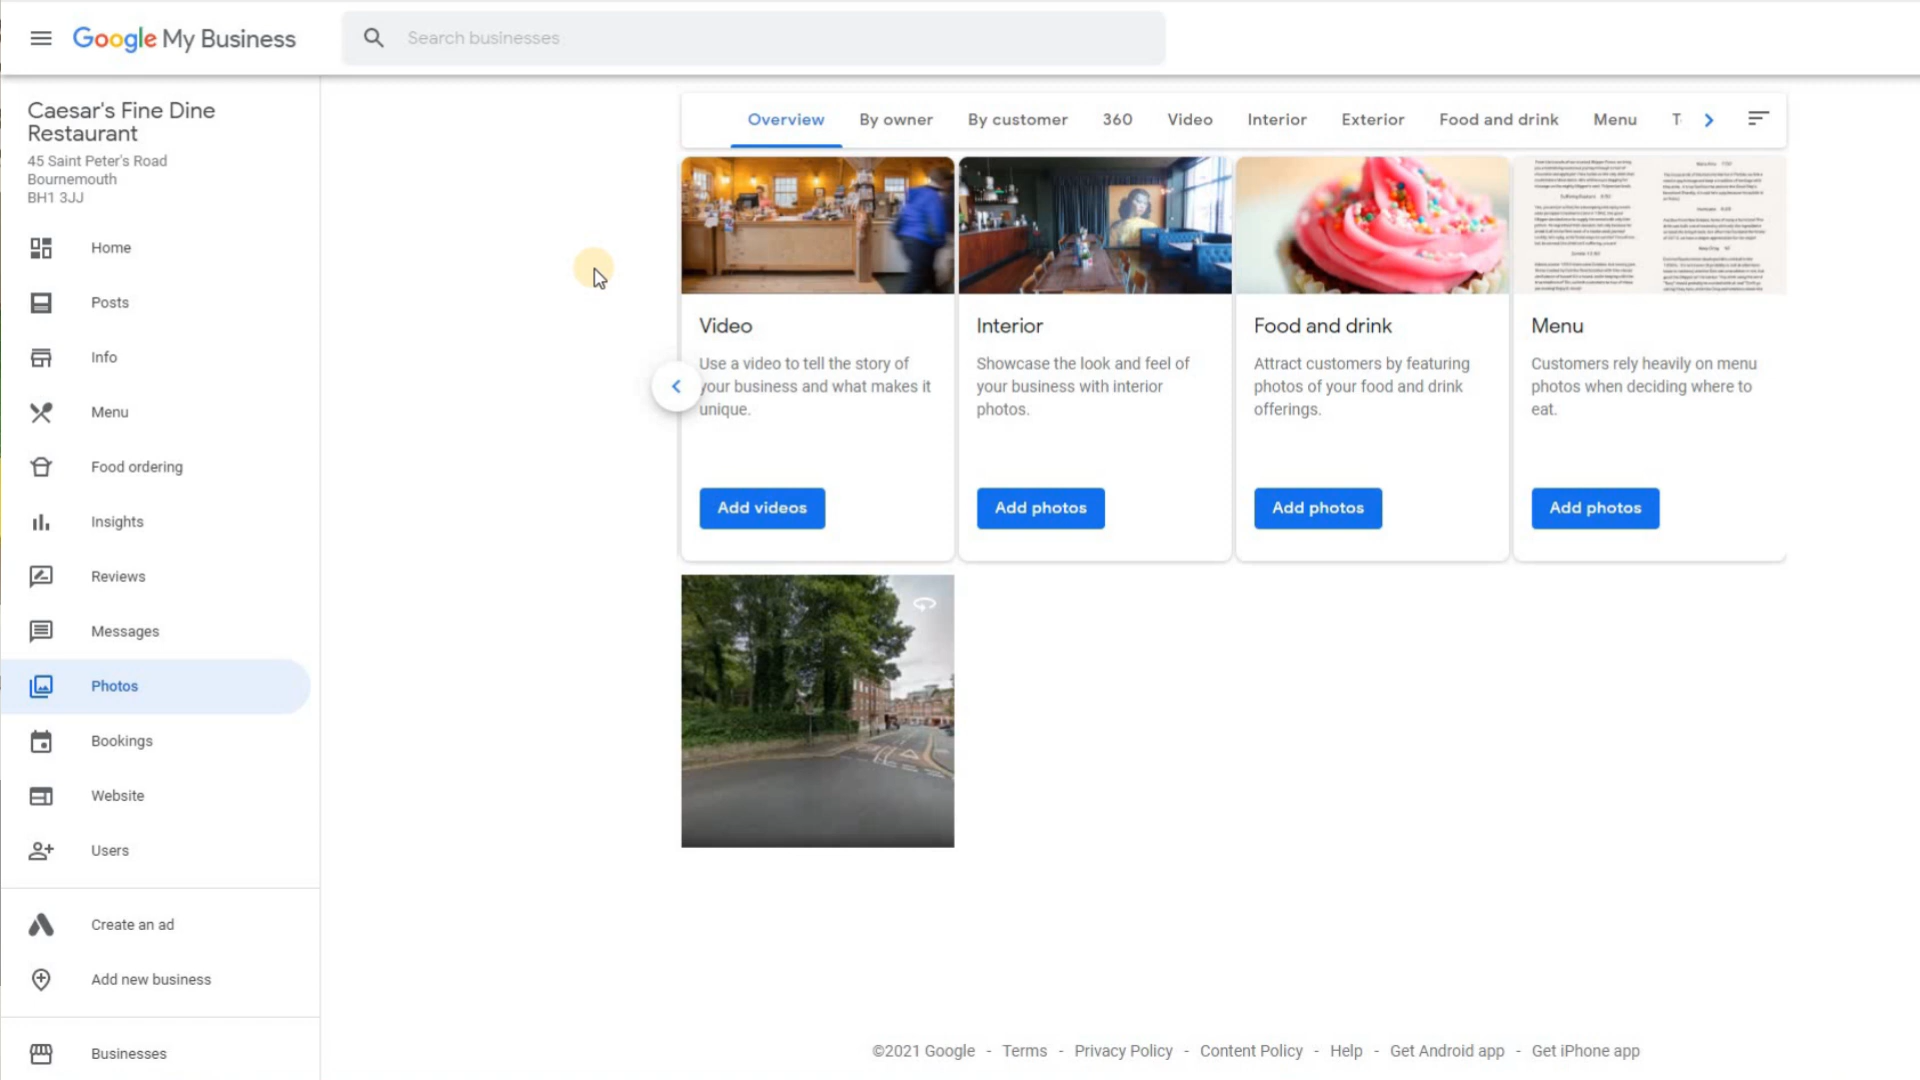 Google My Business
Search businesses
Caesar's Fine Dine
Restaurant
45 Saint Peter's Road
Bournemouth
BH1 3JJ
Home
Posts
Info
Menu
Food ordering
Insights
Reviews
Messages
Photos
Bookings
Website
Users
Create an ad
Add new business
Businesses
Overview By owner By customer 360 Video Interior Exterior Food and drink Menu
Video
Use a video to tell the story of
your business and what makes it
unique.
Add videos
Interior
Showcase the look and feel of
your business with interior
photos.
Add photos
Food and drink
Attract customers by featuring
photos of your food and drink
offerings.
Add photos
Menu
Customers rely heavily on menu
photos when deciding where to
eat.
Add photos
©2021 Google - Terms - Privacy Policy - Content Policy - Help - Get Android app - Get iPhone app